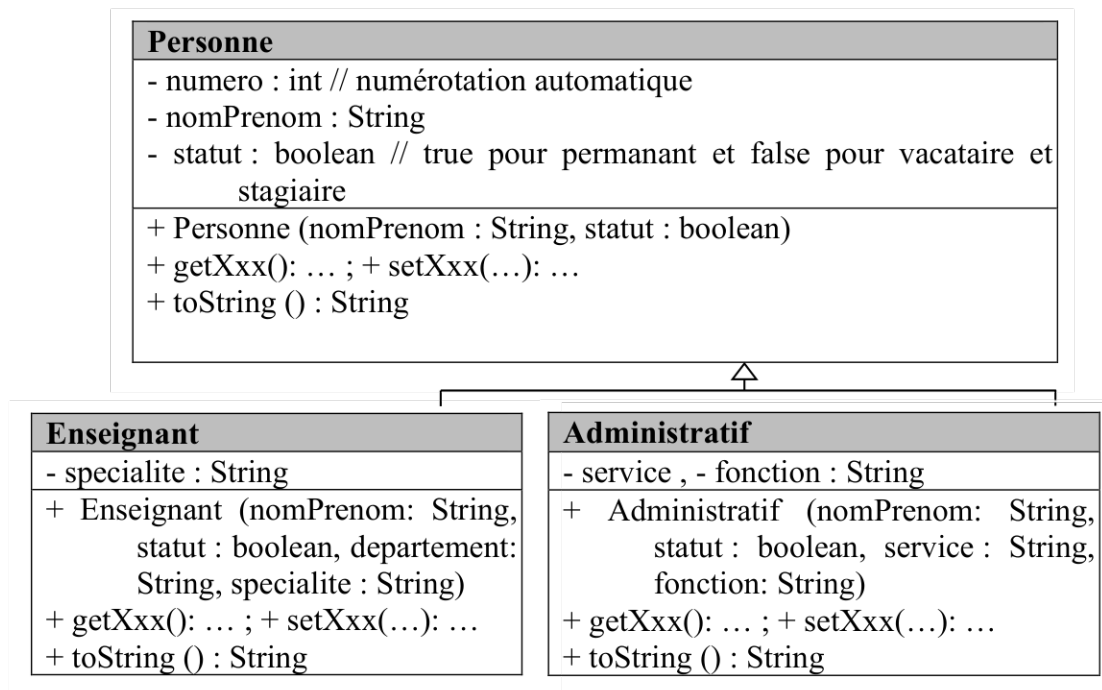 Personne
- numero : int // numérotation automatique
- nomPrenom : String
- statut : boolean // true pour permanant et false pour vacataire et
stagiaire
+ Personne (nomPrenom : String, statut : boolean)
+ getXxx(): … ; + setXxx(…): …
+ toString () : String
Enseignant
- specialite : String
+ Enseignant (nomPrenom: String,
statut : boolean, departement:
String, specialite : String)
+ getXxx(): … ; + setXxx(…): …
+ toString () : String
Administratif
- service , - fonction : String
+ Administratif (nomPrenom: String,
statut : boolean, service : String,
fonction: String)
+ getXxx(): … ; + setXxx(…): …
+ toString () : String